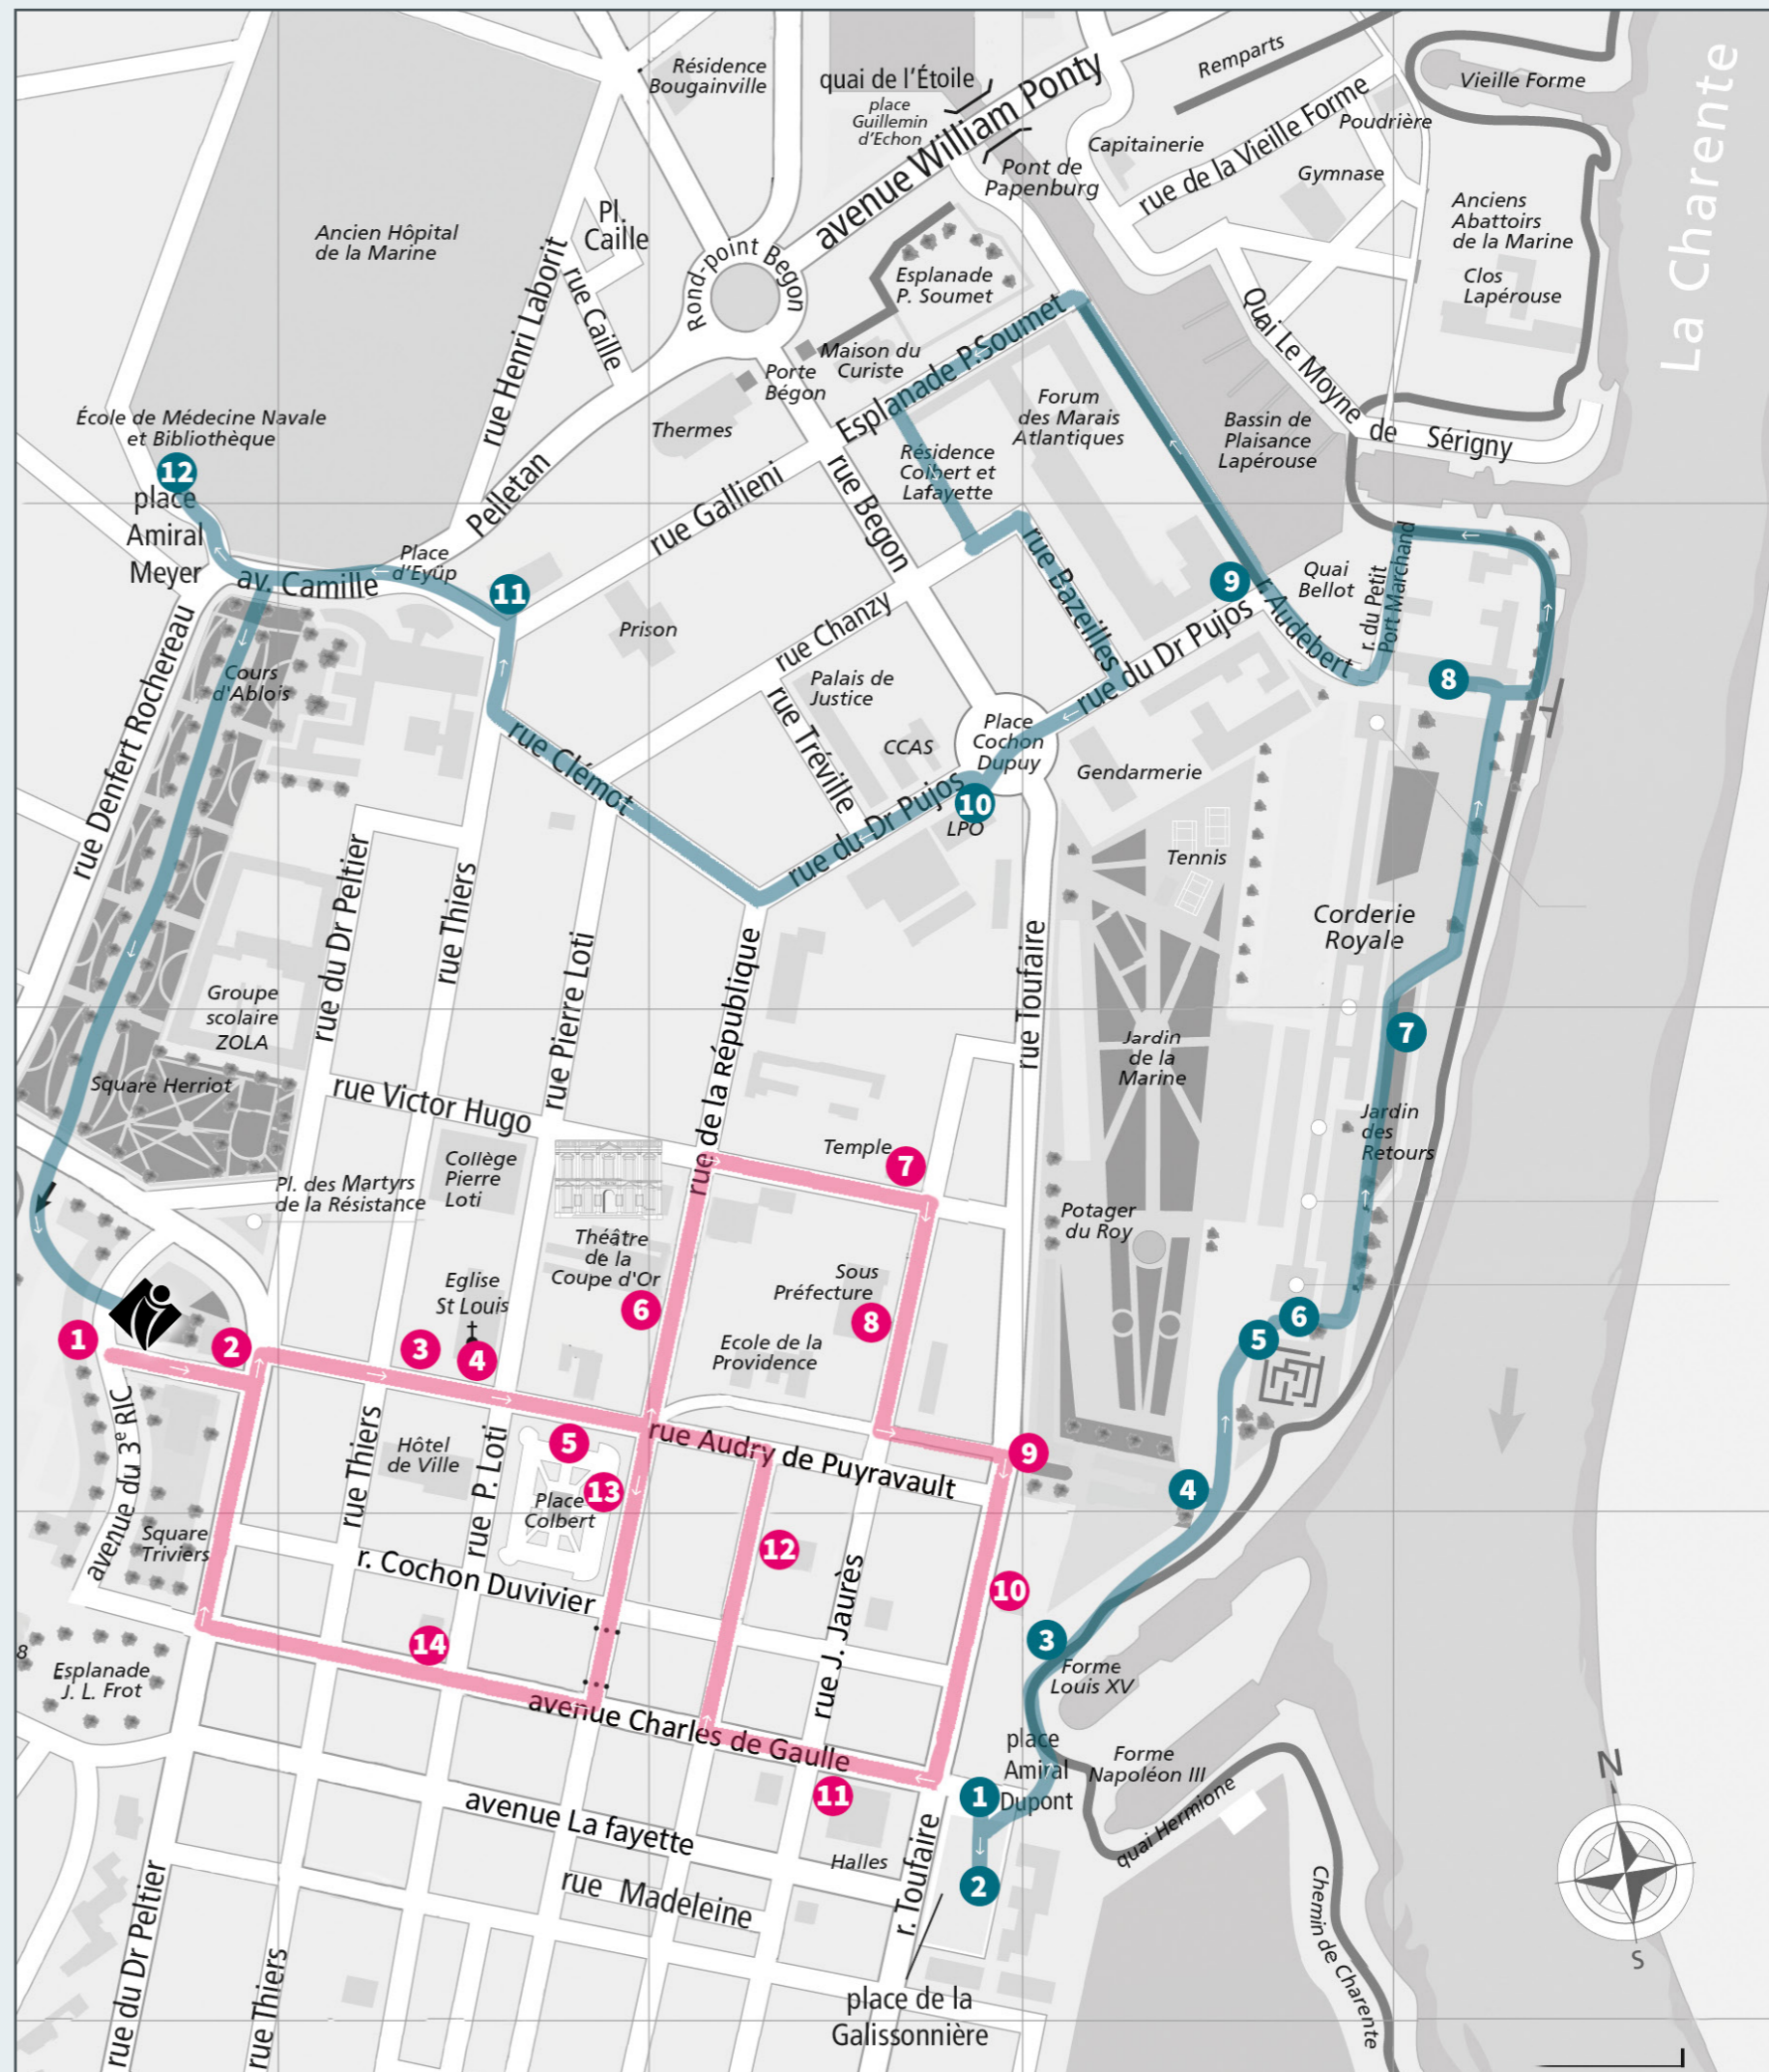 Résidence
Bougainville
quai de l'Étoile
place
Guillemin
d'Echon
avenue William Ponty
Pont de
Papenburg
Remparts
Vieille Forme
Capitainerie
rue de la Vieille Forme
Poudrière
Gymnase
Anciens
Abattoirs
de la Marine
Clos
Lapérouse
La Charente
Ancien Hôpital
de la Marine
Pl.
Caille
rue Caille
rue Henri Laborit
Rond-point Begon
Esplanade
P. Soumet
Maison du
Curiste
Porte
Bégon
Esplanade P.Soumet
Forum
des Marais
Atlantiques
Quai Le Moyne de Sérigny
Bassin de
Plaisance
Lapérouse
École de Médecine Navale
et Bibliothèque
12
place
Amiral
Meyer
Thermes
Résidence
Colbert et
Lafayette
rue Begon
Pelletan
rue Gallieni
Place
d'Eyüp
av. Camille
11
Prison
rue Chanzy
rue Bazeilles
9
r. Audebert
Quai
Bellot
r. du Petit
Port Marchand
8
rue Denfert Rochereau
Cours
d'Ablois
Palais de
Justice
rue Tréville
CCAS
rue du Dr Pujos
Place
Cochon
Dupuy
Gendarmerie
rue Clémot
rue du Dr Pujos
10
LPO
Tennis
Corderie
Royale
rue du Dr Peltier
rue Thiers
rue Pierre Loti
rue de la République
rue Toufaire
Groupe
scolaire
ZOLA
7
Jardin
de la
Marine
Square Herriot
rue Victor Hugo
Jardin
des
Retours
Collège
Pierre
Loti
Temple
7
Pl. des Martyrs
de la Résistance
Potager
du Roy
Théâtre
de la
Coupe d'Or
6
Eglise
St Louis
Sous
Préfecture
8
Ecole de la
Providence
6
5
1
2
3
4
avenue du 3e RIC
rue Thiers
Hôtel
de Ville
rue P. Loti
5
13
Place
Colbert
rue Audry de Puyravault
9
4
Square
Triviers
r. Cochon Duvivier
12
rue J. Jaurès
10
14
8
Esplanade
J. L. Frot
3
Forme
Louis XV
avenue Charles de Gaulle
11
place
Amiral
Dupont
1
Forme
Napoléon III
quai Hermione
avenue La fayette
Halles
r. Toufaire
2
rue Madeleine
Chemin de Charente
rue du Dr Peltier
rue Thiers
place de la
Galissonnière
N
S